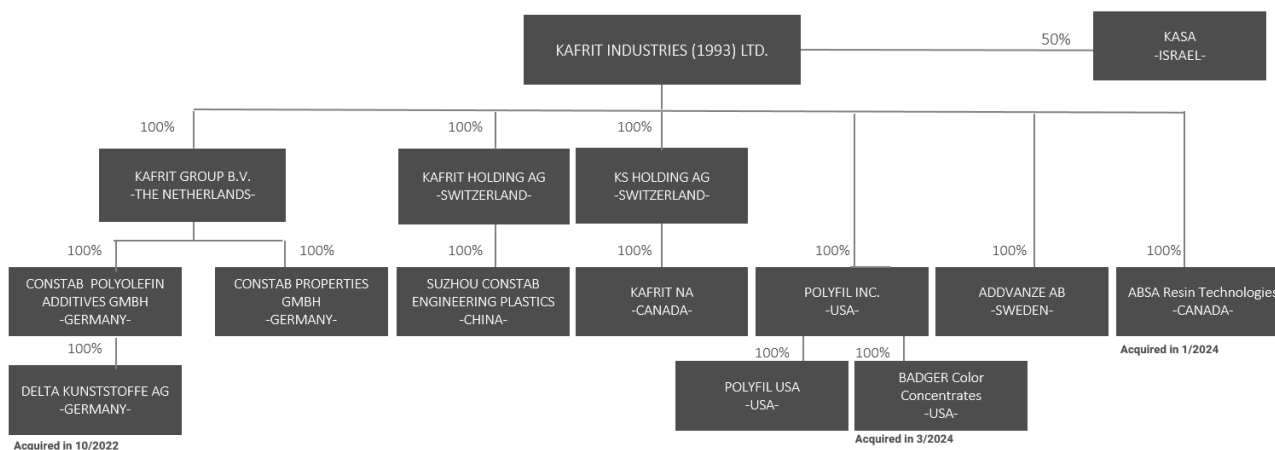 KAFRIT INDUSTRIES (1993) LTD.
50%
KASA
-ISRAEL-
100%
100%
100%
KAFRIT GROUP B.V.
-THE NETHERLANDS-
KAFRIT HOLDING AG
-SWITZERLAND-
KS HOLDING AG
-SWITZERLAND-
100%
100%
100%
100%
100%
100%
100%
CONSTAB POLYOLEFIN
ADDITIVES GMBH
-GERMANY-
CONSTAB PROPERTIES
GMBH
-GERMANY-
SUZHOU CONSTAB
ENGINEERING PLASTICS
-CHINA-
KAFRIT NA
-CANADA-
POLYFIL INC.
-USA-
ADDVANZE AB
-SWEDEN-
ABSA Resin Technologies
-CANADA-
Acquired in 1/2024
100%
100%
100%
DELTA KUNSTSTOFFE AG
-GERMANY-
POLYFIL USA
-USA-
BADGER Color
Concentrates
-USA-
Acquired in 10/2022
Acquired in 3/2024